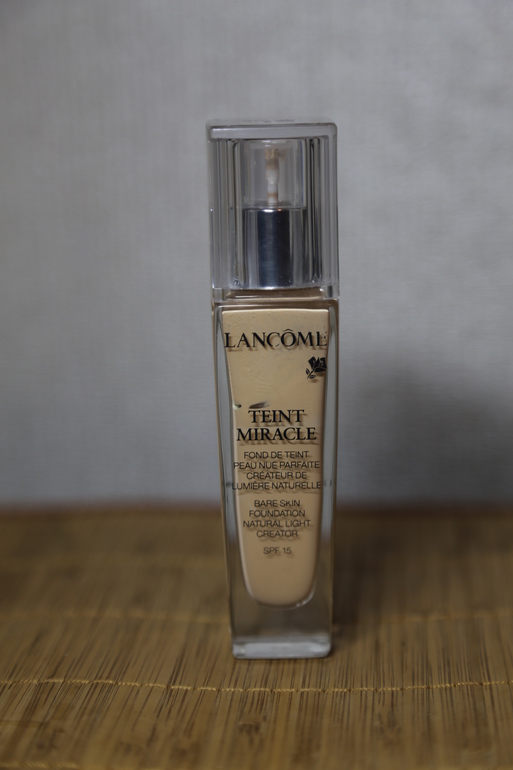 LANCÔME
TEINT
MIRACLE
FOND DE TEINT
PEAU NUE PARFAITE
CRÉATEUR DE
LUMIÈRE NATURELLE
BARE SKIN
FOUNDATION
NATURAL LIGHT
CREATOR
SPF 15